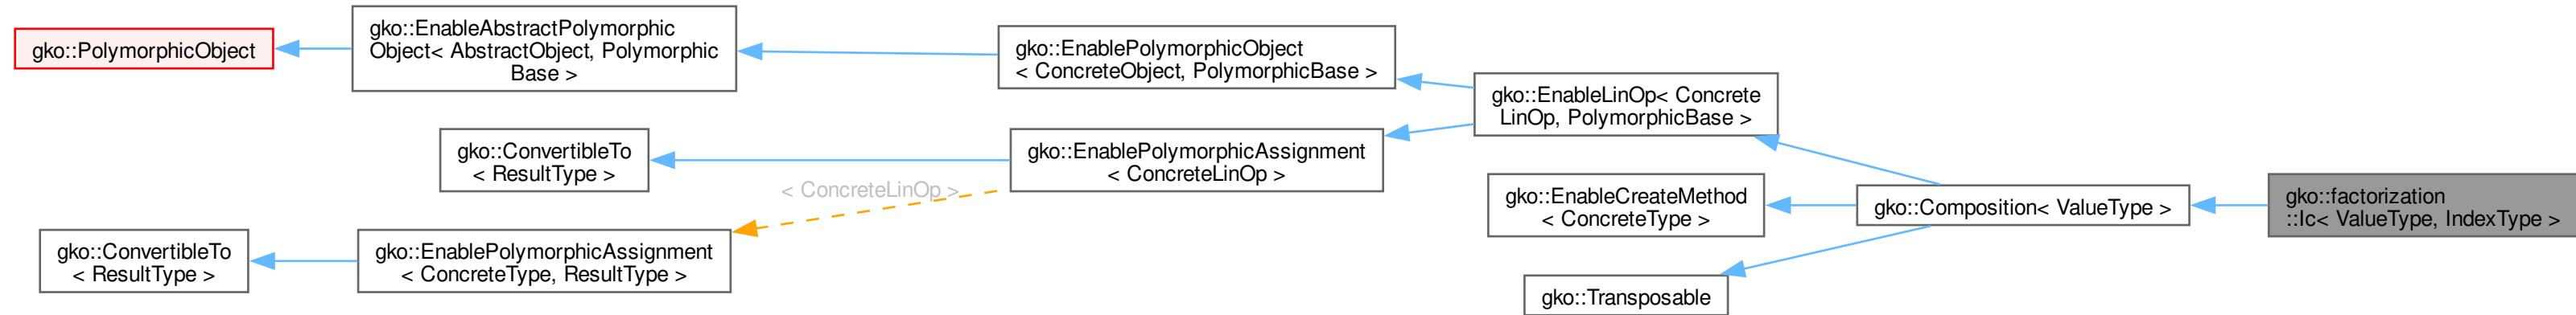 gko::PolymorphicObject
gko::EnableAbstractPolymorphic
Object< AbstractObject, Polymorphic
Base >
gko::EnablePolymorphicObject
< ConcreteObject, PolymorphicBase >
gko::EnableLinOp< Concrete
LinOp, PolymorphicBase >
gko::ConvertibleTo
< ResultType >
gko::EnablePolymorphicAssignment
< ConcreteLinOp >
< ConcreteLinOp >
gko::ConvertibleTo
< ResultType >
gko::EnablePolymorphicAssignment
< ConcreteType, ResultType >
gko::EnableCreateMethod
< ConcreteType >
gko::Composition< ValueType >
gko::factorization
::Ic< ValueType, IndexType >
gko::Transposable